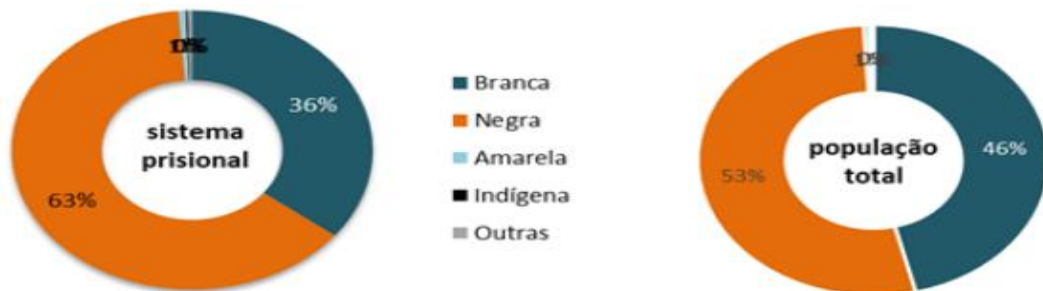 36%
sistema
prisional
63%
Branca
Negra
Amarela
Indígena
Outras
46%
população
total
53%